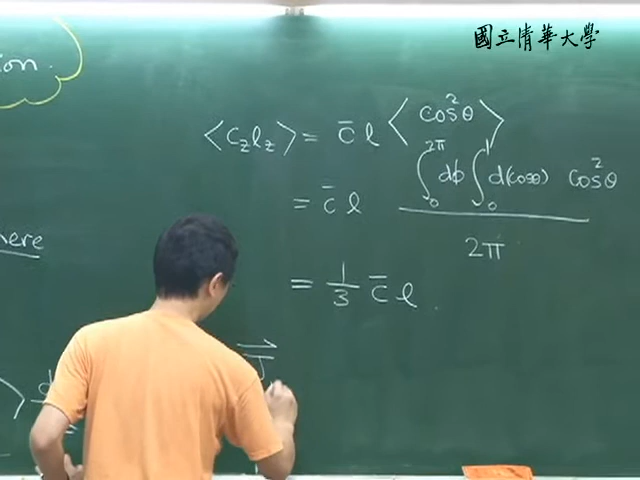 國立清華大學
ion.
⟨c_z l_z⟩ = c̄ l ⟨cos²θ⟩
= c̄ l ∫₀^{2π} dϕ ∫₀^1 d(cosθ) cos²θ / 2π
here
= 1/3 c̄ l .